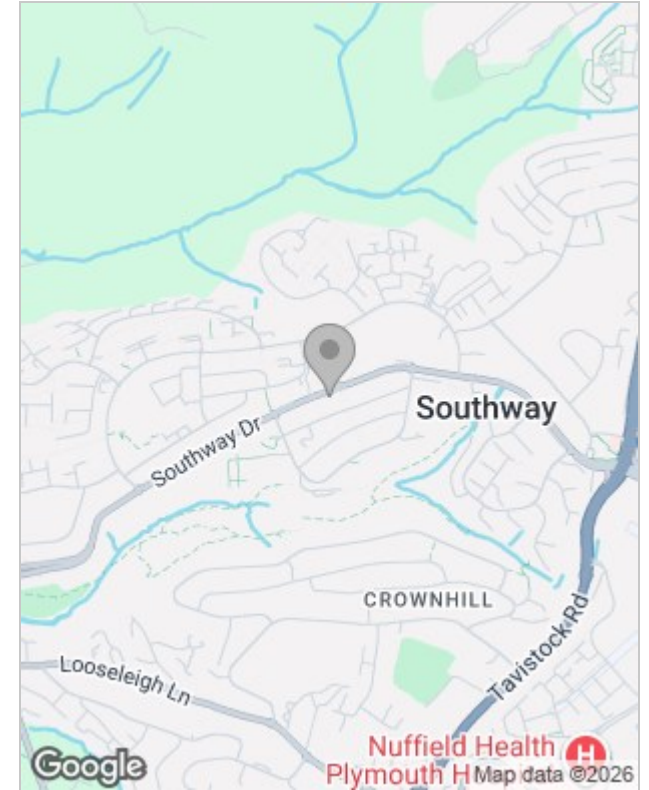 Southway
Southway Dr
CROWNHILL
Tavistock Rd
Looseleigh Ln
Nuffield Health
Plymouth H
Google
Map data ©2026